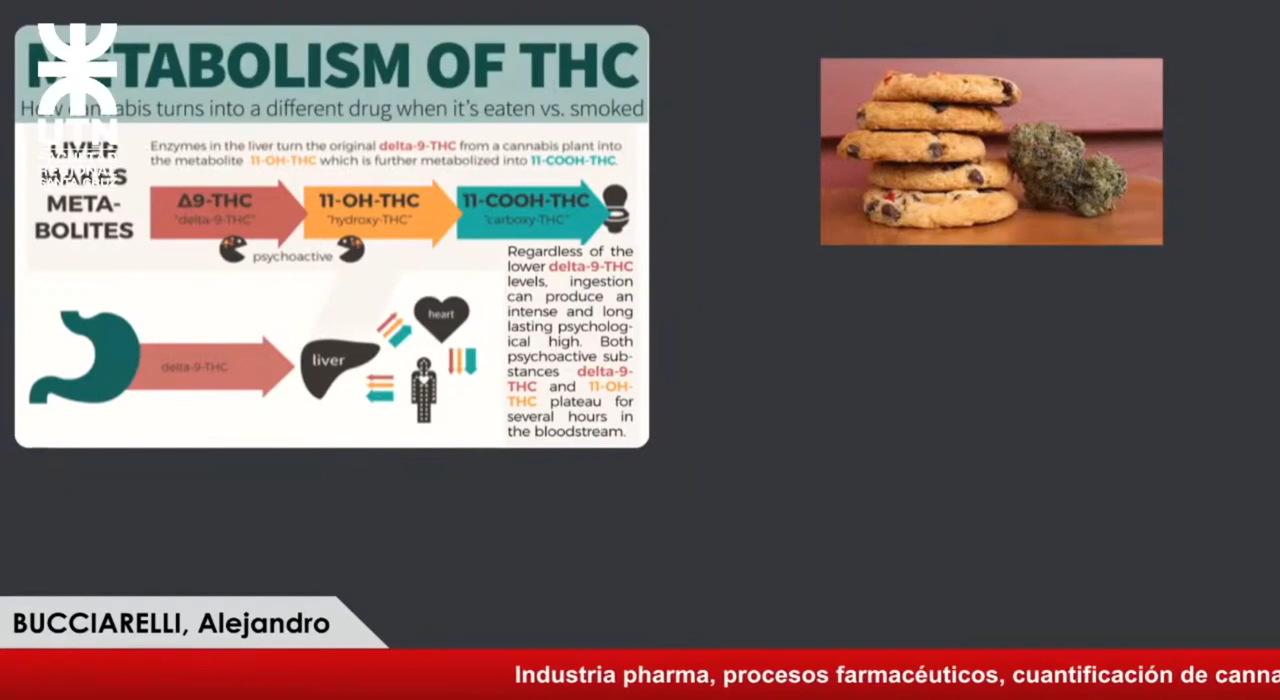 METABOLISM OF THC
How cannabis turns into a different drug when it's eaten vs. smoked
UTN
SANTA CRUZ
LIVER
META-
BOLITES
Enzymes in the liver turn the original delta-9-THC from a cannabis plant into
the metabolite 11-OH-THC which is further metabolized into 11-COOH-THC.
Δ9-THC
"delta-9-THC"
11-OH-THC
"hydroxy-THC"
11-COOH-THC
"carboxy-THC"
psychoactive
Regardless of the
lower delta-9-THC
levels, ingestion
can produce an
intense and long
lasting psycholog-
ical high. Both
psychoactive sub-
stances delta-9-
THC and 11-OH-
THC plateau for
several hours in
the bloodstream.
delta-9-THC
liver
heart
BUCCIARELLI, Alejandro
Industria pharma, procesos farmacéuticos, cuantificación de canna